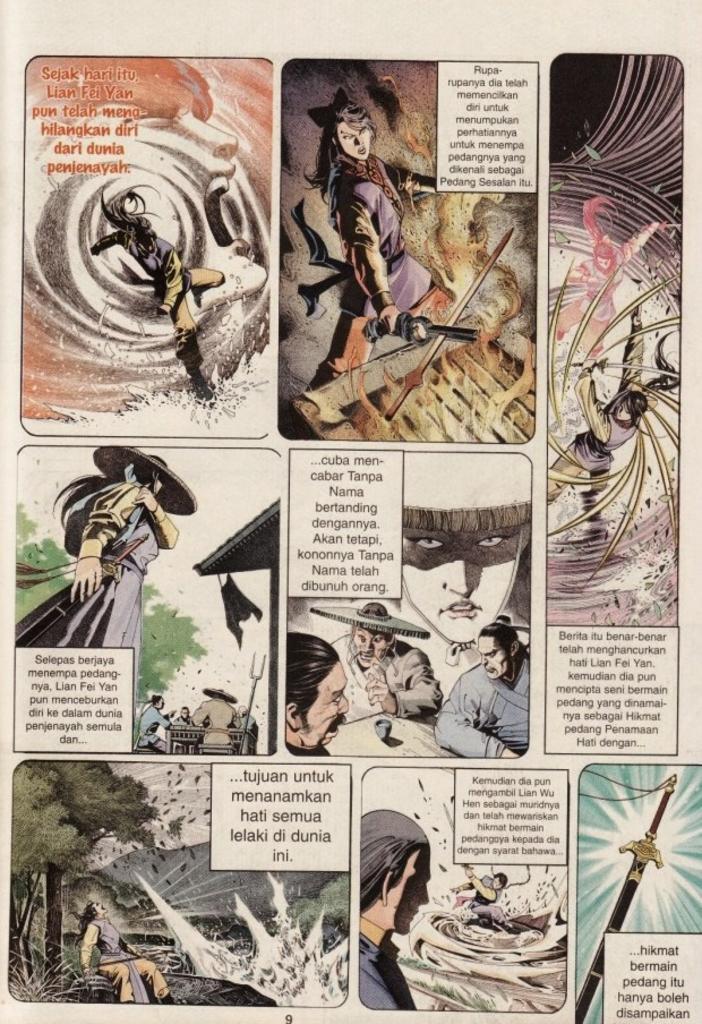 Sejak hari itu,
Lian Fei Yan
pun telah meng-
hilangkan diri
dari dunia
penjenayah.
Rupa-
rupanya dia telah
memencilkan
diri untuk
menumpukan
perhatiannya
untuk menempa
pedangnya yang
dikenali sebagai
Pedang Sesalan itu.
Selepas berjaya
menempa pedang-
nya, Lian Fei Yan
pun menceburkan
diri ke dalam dunia
penjenayah semula
dan...
...cuba men-
cabar Tanpa
Nama
bertanding
dengannya.
Akan tetapi,
kononnya Tanpa
Nama telah
dibunuh orang.
Berita itu benar-benar
telah menghancurkan
hati Lian Fei Yan.
kemudian dia pun
mencipta seni bermain
pedang yang dinamai-
nya sebagai Hikmat
pedang Penamaan
Hati dengan...
...tujuan untuk
menanamkan
hati semua
lelaki di dunia
ini.
Kemudian dia pun
mengambil Lian Wu
Hen sebagai muridnya
dan telah mewariskan
hikmat bermain
pedangnya kepada dia
dengan syarat bahawa...
...hikmat
bermain
pedang itu
hanya boleh
disampaikan
9